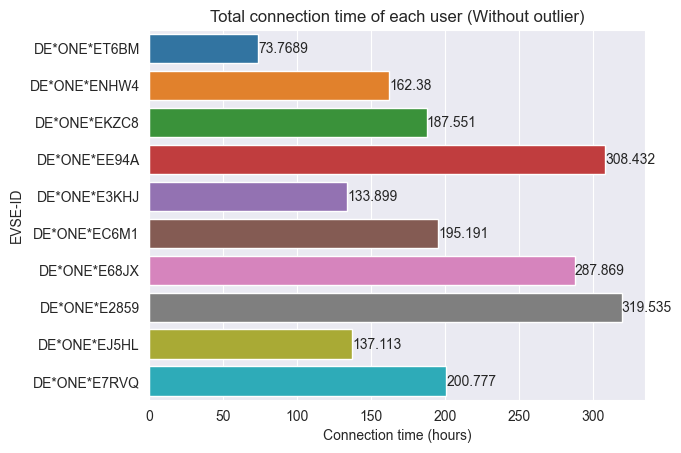 Total connection time of each user (Without outlier)
EVSE-ID
DE*ONE*ET6BM 73.7689
DE*ONE*ENHW4 162.38
DE*ONE*EKZC8 187.551
DE*ONE*EE94A 308.432
DE*ONE*E3KHJ 133.899
DE*ONE*EC6M1 195.191
DE*ONE*E68JX 287.869
DE*ONE*E2859 319.535
DE*ONE*EJ5HL 137.113
DE*ONE*E7RVQ 200.777
0 50 100 150 200 250 300
Connection time (hours)